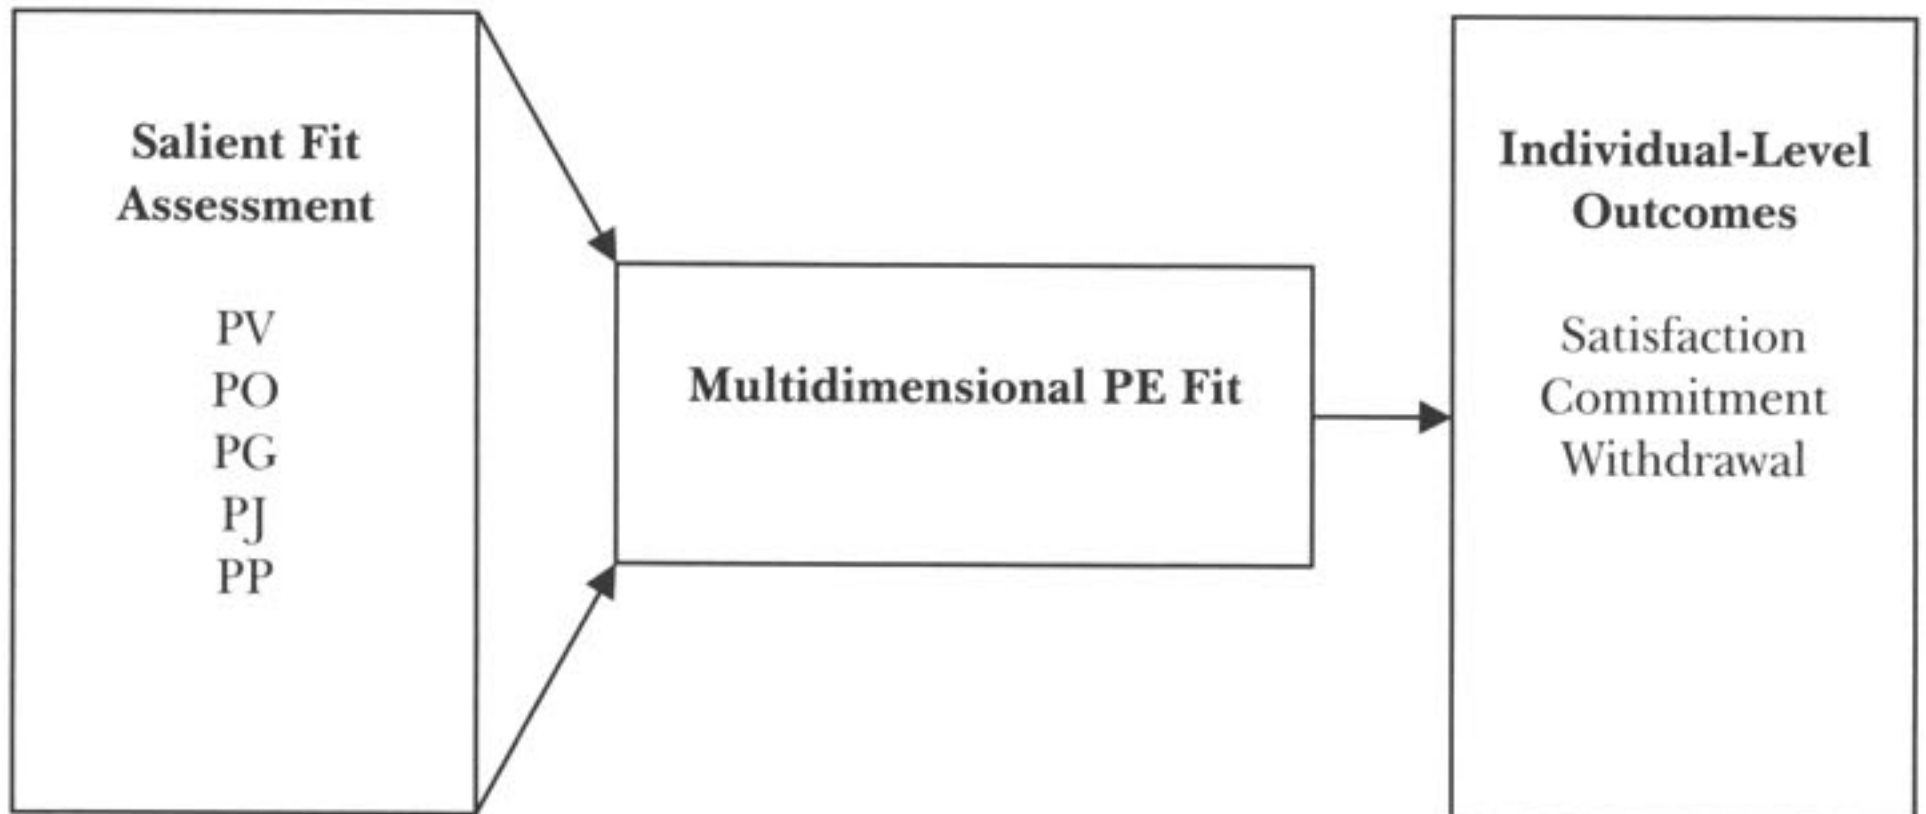 Salient Fit
Assessment
PV
PO
PG
PJ
PP
Multidimensional PE Fit
Individual-Level
Outcomes
Satisfaction
Commitment
Withdrawal